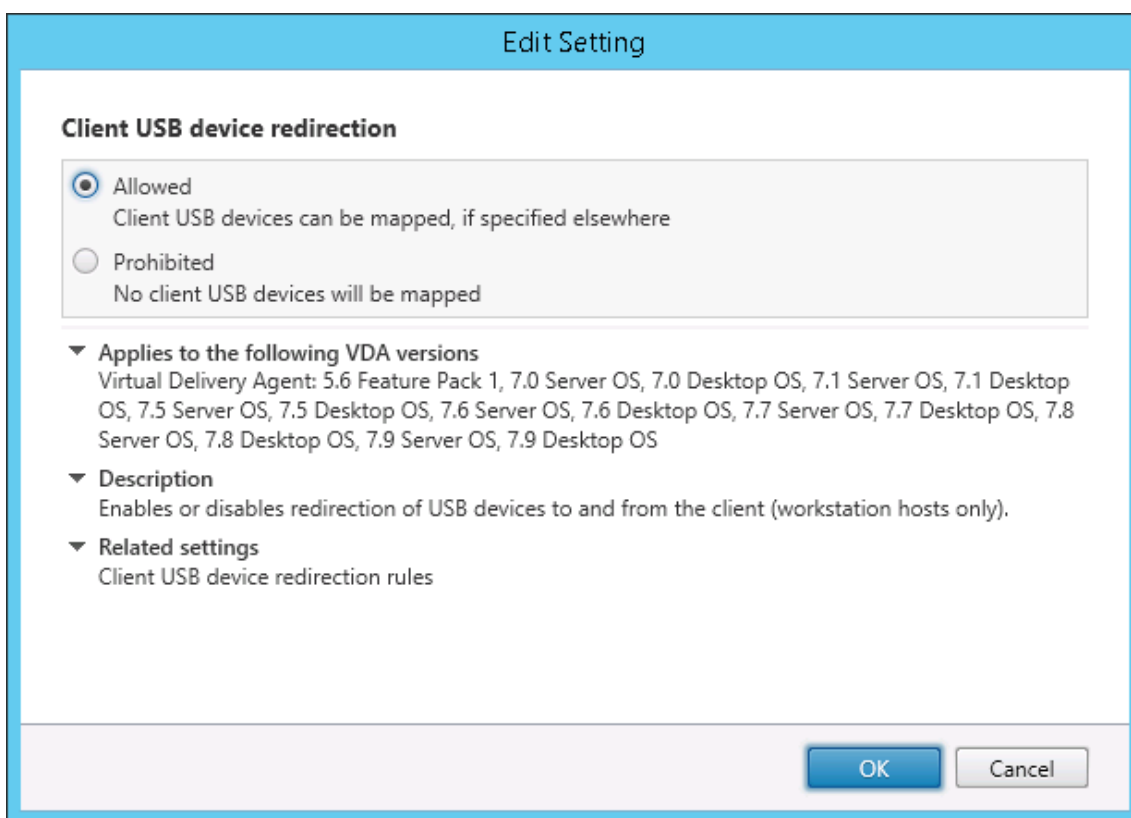 Edit Setting
Client USB device redirection
Allowed
Client USB devices can be mapped, if specified elsewhere
Prohibited
No client USB devices will be mapped
Applies to the following VDA versions
Virtual Delivery Agent: 5.6 Feature Pack 1, 7.0 Server OS, 7.0 Desktop OS, 7.1 Server OS, 7.1 Desktop
OS, 7.5 Server OS, 7.5 Desktop OS, 7.6 Server OS, 7.6 Desktop OS, 7.7 Server OS, 7.7 Desktop OS, 7.8
Server OS, 7.8 Desktop OS, 7.9 Server OS, 7.9 Desktop OS
Description
Enables or disables redirection of USB devices to and from the client (workstation hosts only).
Related settings
Client USB device redirection rules
OK
Cancel